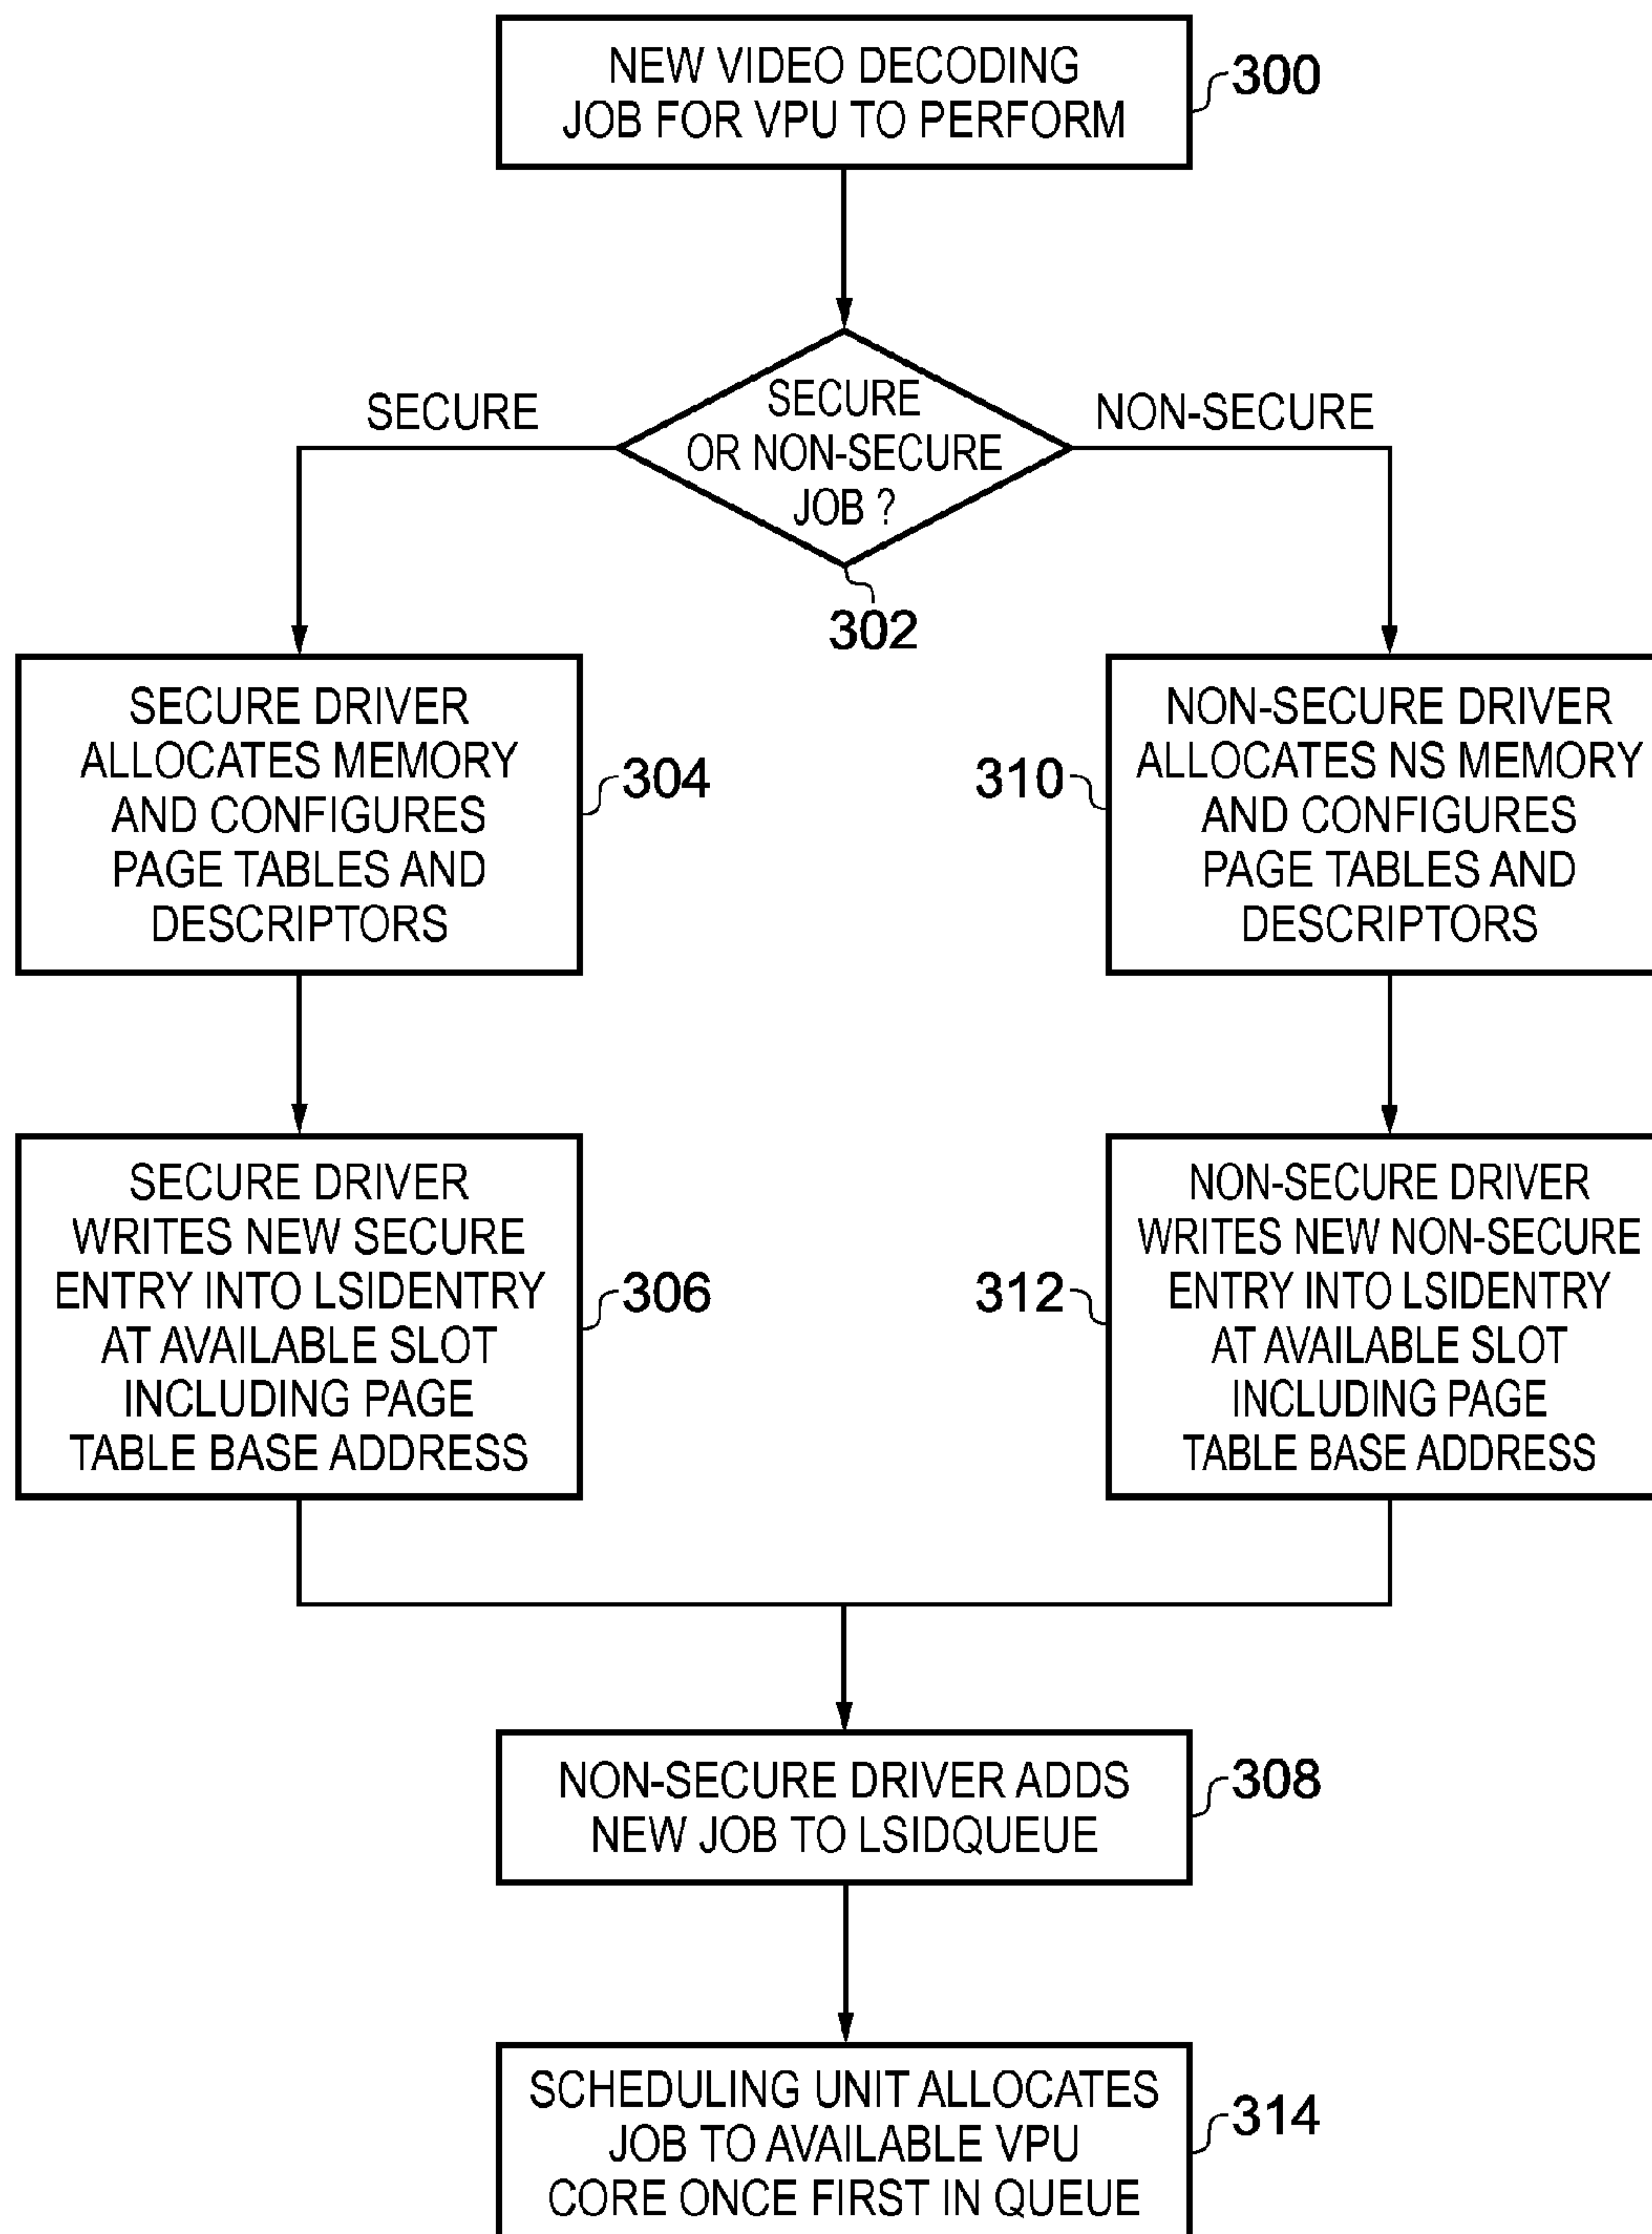 NEW VIDEO DECODING
JOB FOR VPU TO PERFORM
300
SECURE
OR NON-SECURE
JOB ?
SECURE
NON-SECURE
302
SECURE DRIVER
ALLOCATES MEMORY
AND CONFIGURES
PAGE TABLES AND
DESCRIPTORS
304
310
NON-SECURE DRIVER
ALLOCATES NS MEMORY
AND CONFIGURES
PAGE TABLES AND
DESCRIPTORS
SECURE DRIVER
WRITES NEW SECURE
ENTRY INTO LSIDENTRY
AT AVAILABLE SLOT
INCLUDING PAGE
TABLE BASE ADDRESS
306
312
NON-SECURE DRIVER
WRITES NEW NON-SECURE
ENTRY INTO LSIDENTRY
AT AVAILABLE SLOT
INCLUDING PAGE
TABLE BASE ADDRESS
NON-SECURE DRIVER ADDS
NEW JOB TO LSIDQUEUE
308
SCHEDULING UNIT ALLOCATES
JOB TO AVAILABLE VPU
CORE ONCE FIRST IN QUEUE
314